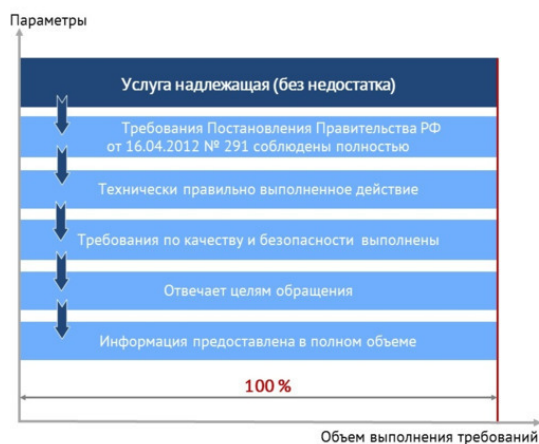 Параметры
Услуга надлежащая (без недостатка)
Требования Постановления Правительства РФ
от 16.04.2012 № 291 соблюдены полностью
Технически правильно выполненное действие
Требования по качеству и безопасности выполнены
Отвечает целям обращения
Информация предоставлена в полном объеме
100 %
Объем выполнения требований